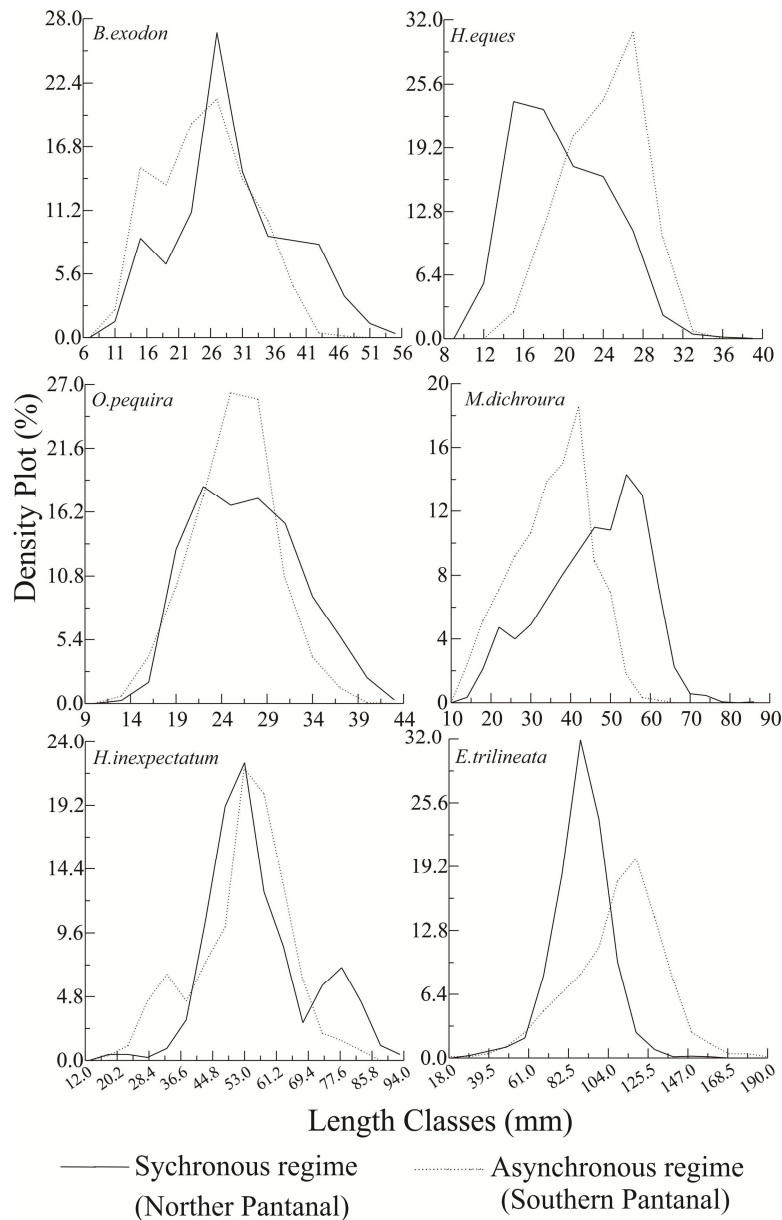 B.exodon
28.0
22.4
16.8
11.2
5.6
0.0
6 11 16 21 26 31 36 41 46 51 56
H.eques
32.0
25.6
19.2
12.8
6.4
0.0
8 12 16 20 24 28 32 36 40
O.pequira
27.0
21.6
16.2
10.8
5.4
0.0
9 14 19 24 29 34 39 44
M.dichroura
20
16
12
8
4
0
10 20 30 40 50 60 70 80 90
H.inexpectatum
24.0
19.2
14.4
9.6
4.8
0.0
12.0 20.2 28.4 36.6 44.8 53.0 61.2 69.4 77.6 85.8 94.0
E.trilineata
32.0
25.6
19.2
12.8
6.4
0.0
18.0 39.5 61.0 82.5 104.0 125.5 147.0 168.5 190.0
Density Plot (%)
Length Classes (mm)
Sychronous regime
(Norther Pantanal)
Asynchronous regime
(Southern Pantanal)